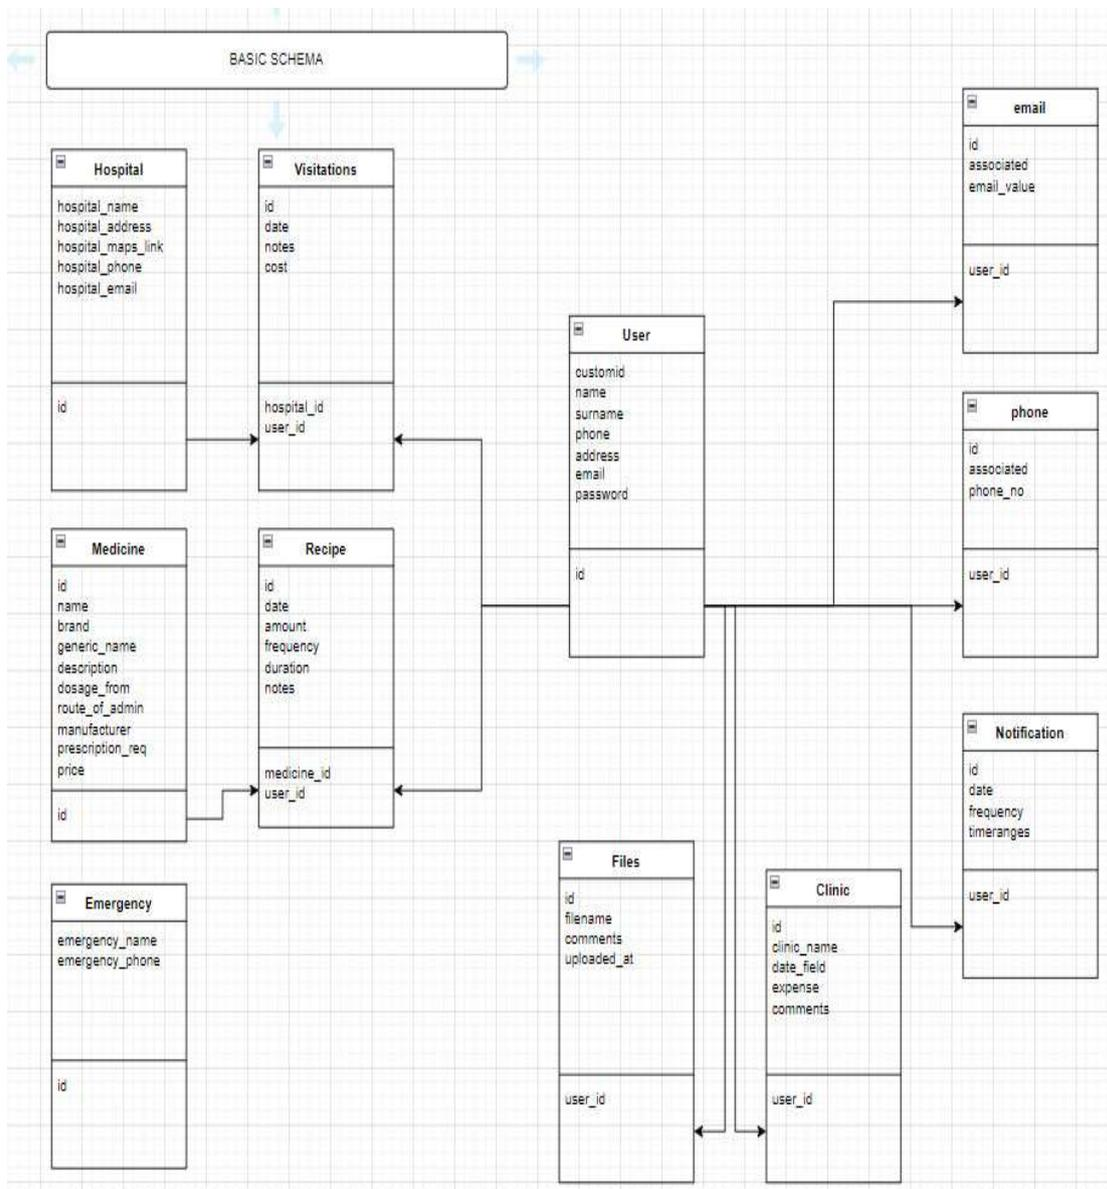 BASIC SCHEMA
Hospital
hospital_name
hospital_address
hospital_maps_link
hospital_phone
hospital_email
id
Visitations
id
date
notes
cost
hospital_id
user_id
Medicine
id
name
brand
generic_name
description
dosage_from
route_of_admin
manufacturer
prescription_req
price
id
Recipe
id
date
amount
frequency
duration
notes
medicine_id
user_id
Emergency
emergency_name
emergency_phone
id
User
customid
name
surname
phone
address
email
password
id
Files
id
filename
comments
uploaded_at
user_id
Clinic
id
clinic_name
date_field
expense
comments
user_id
email
id
associated
email_value
user_id
phone
id
associated
phone_no
user_id
Notification
id
date
frequency
timeranges
user_id